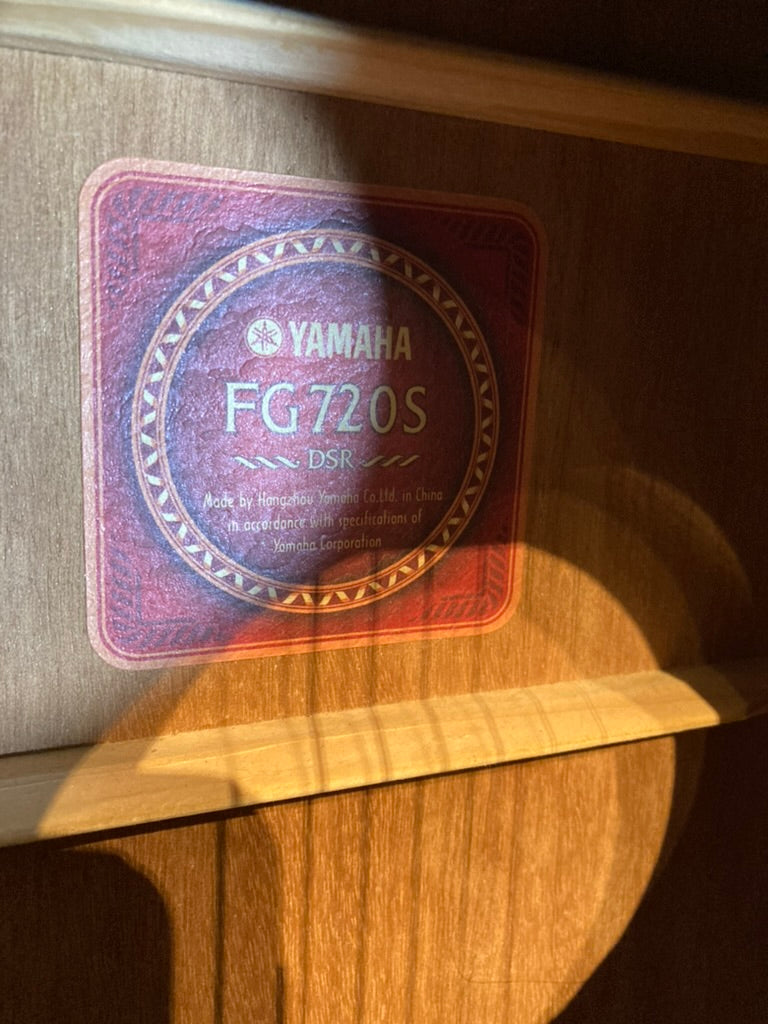 YAMAHA
FG720S
DSR
Made by Hangzhou Yamaha Co.Ltd. in China
in accordance with specifications of
Yamaha Corporation